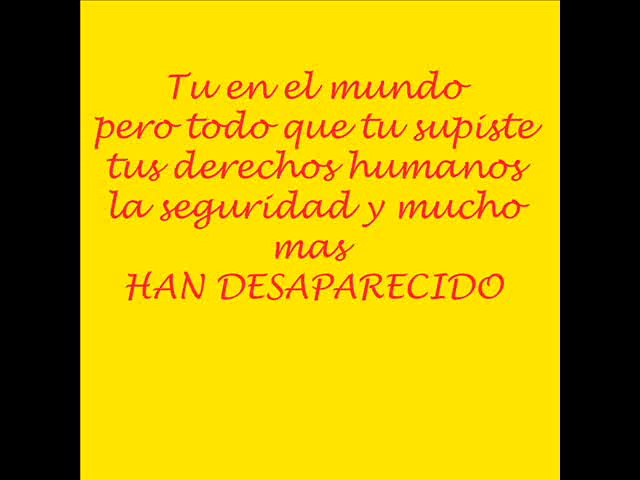 Tu en el mundo
pero todo que tu supiste
tus derechos humanos
la seguridad y mucho
mas
HAN DESAPARECIDO